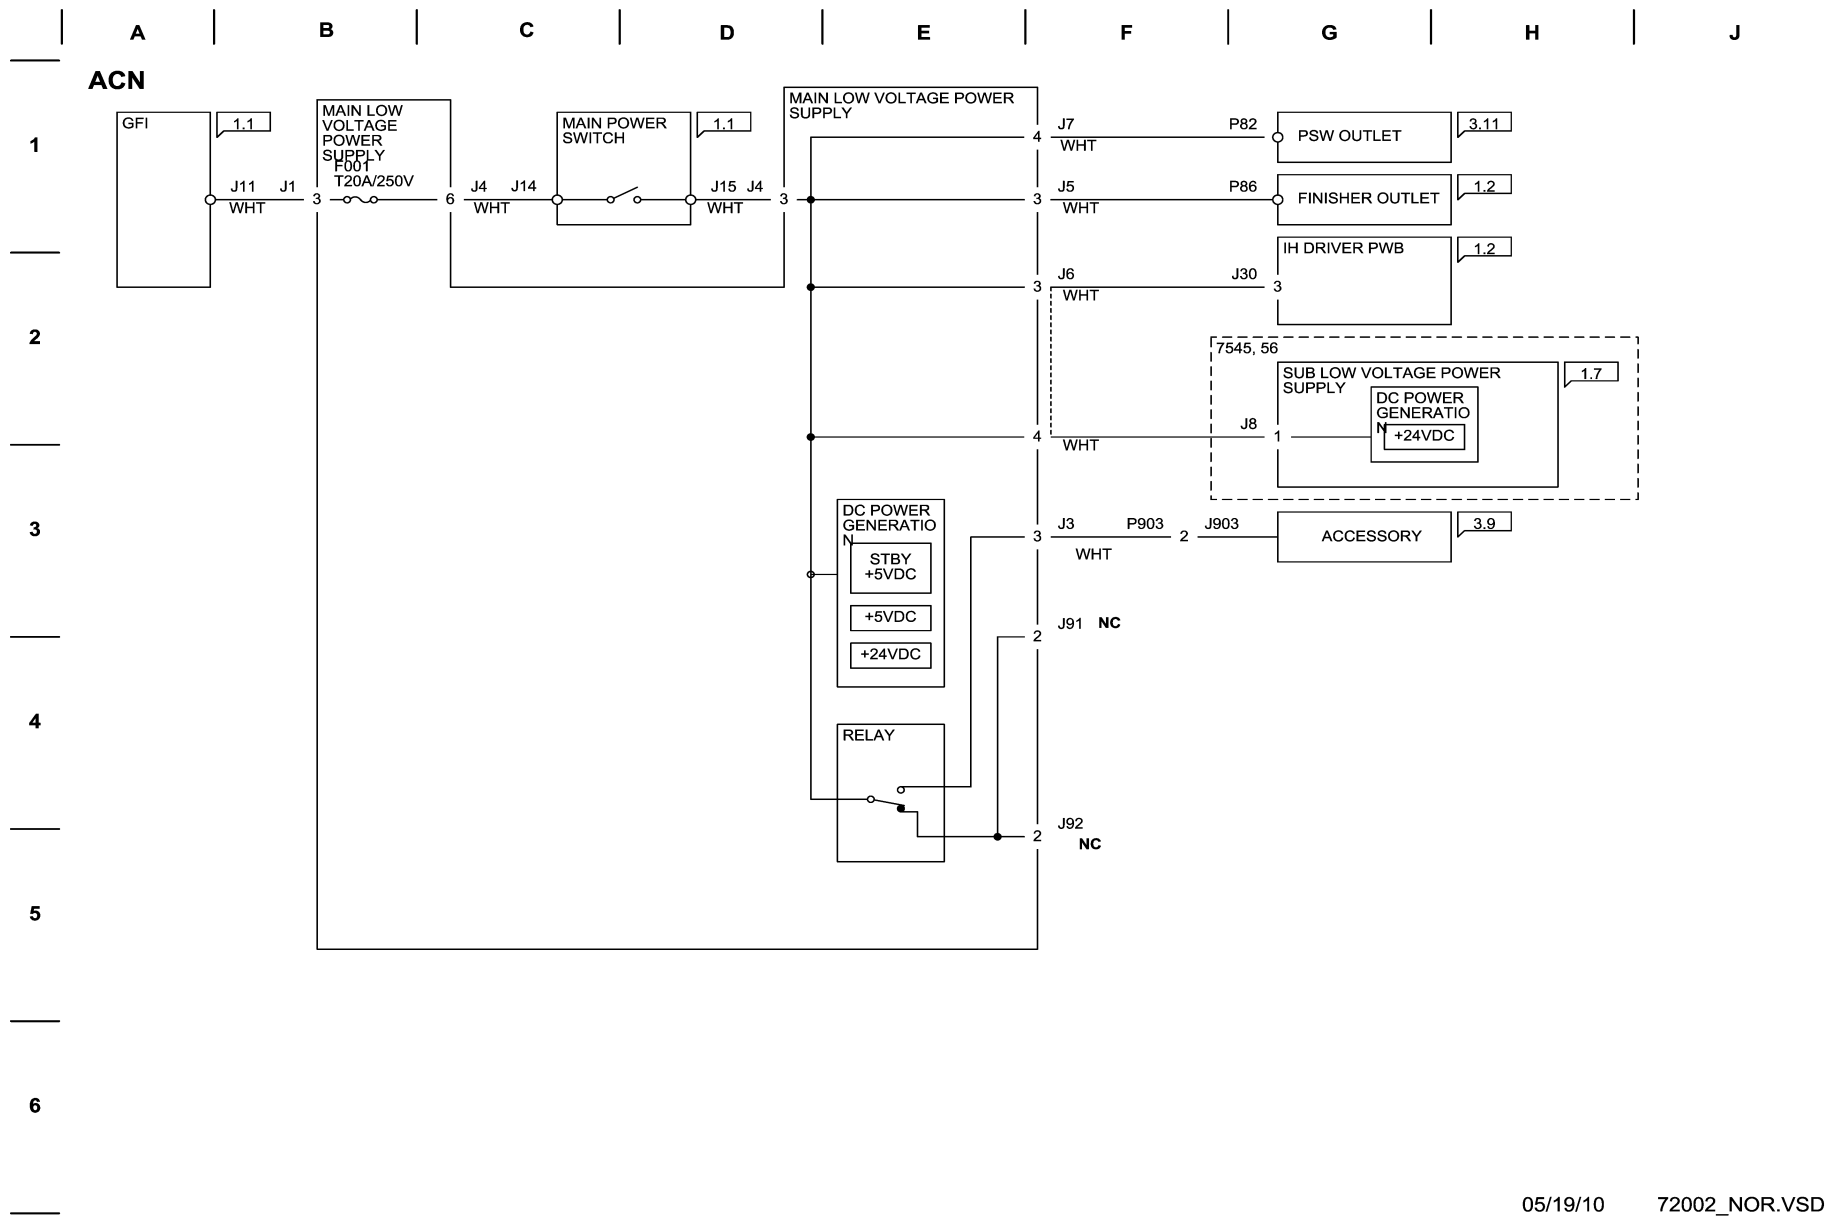 A B C D E F G H J
ACN
1
GFI
1.1
MAIN LOW
VOLTAGE
POWER
SUPPLY
F001
T20A/250V
MAIN POWER
SWITCH
1.1
MAIN LOW VOLTAGE POWER
SUPPLY
4 J7 P82
WHT
PSW OUTLET
3.11
J11 J1
WHT
3
6
J4 J14
WHT
J15 J4
WHT
3
3 J5 P86
WHT
FINISHER OUTLET
1.2
IH DRIVER PWB
1.2
3 J6 J30 3
WHT
2
7545, 56
SUB LOW VOLTAGE POWER
SUPPLY
1.7
DC POWER
GENERATIO
N
+24VDC
4 J8 1
WHT
3
DC POWER
GENERATIO
N
STBY
+5VDC
+5VDC
+24VDC
3 J3 P903 2 J903
WHT
ACCESSORY
3.9
2 J91 NC
4
RELAY
2 J92
NC
5
6
05/19/10 72002_NOR.VSD